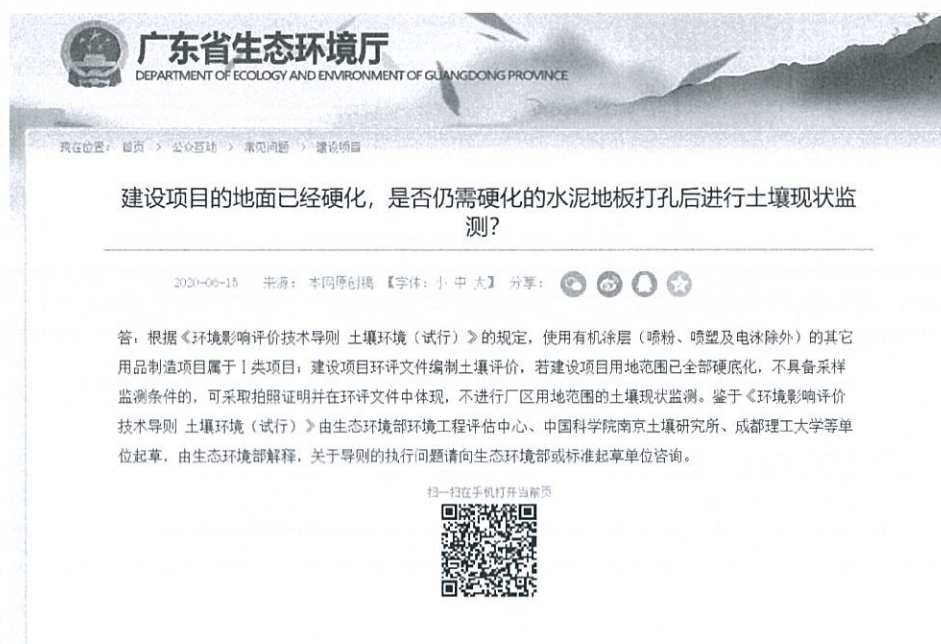 广东省生态环境厅
DEPARTMENT OF ECOLOGY AND ENVIRONMENT OF GUANGDONG PROVINCE
现在位置： 首页 > 公众互动 > 常见问题 > 建设项目
建设项目的地面已经硬化，是否仍需硬化的水泥地板打孔后进行土壤现状监
测？
2020-06-15 来源： 本网原创稿 【字体：小 中 大】 分享：
答：根据《环境影响评价技术导则 土壤环境（试行）》的规定，使用有机涂层（喷粉、喷塑及电泳除外）的其它
用品制造项目属于Ⅰ类项目；建设项目环评文件编制土壤评价，若建设项目用地范围已全部硬底化，不具备采样
监测条件的，可采取拍照证明并在环评文件中体现，不进行厂区用地范围的土壤现状监测。鉴于《环境影响评价
技术导则 土壤环境（试行）》由生态环境部环境工程评估中心、中国科学院南京土壤研究所、成都理工大学等单
位起草，由生态环境部解释，关于导则的执行问题请向生态环境部或标准起草单位咨询。
扫一扫在手机打开当前页